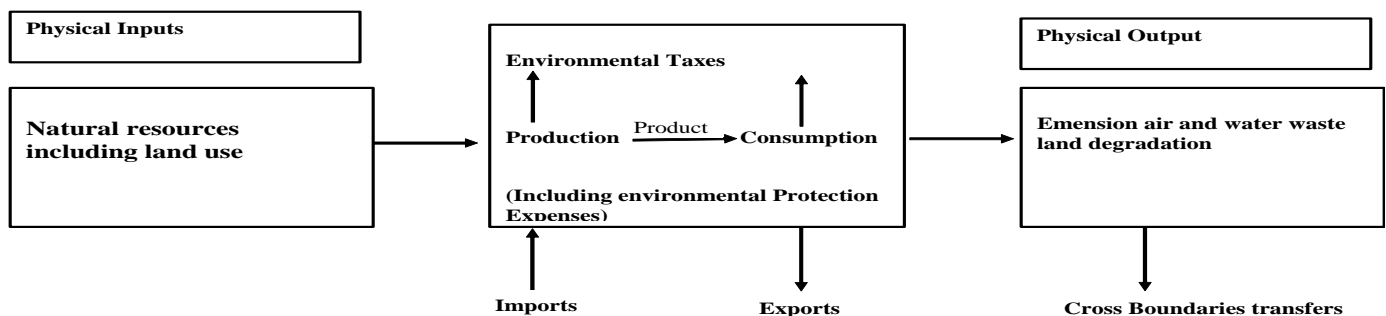 Physical Inputs
Natural resources
including land use
Environmental Taxes
Production
Product
Consumption
(Including environmental Protection
Expenses)
Imports
Exports
Physical Output
Emension air and water waste
land degradation
Cross Boundaries transfers